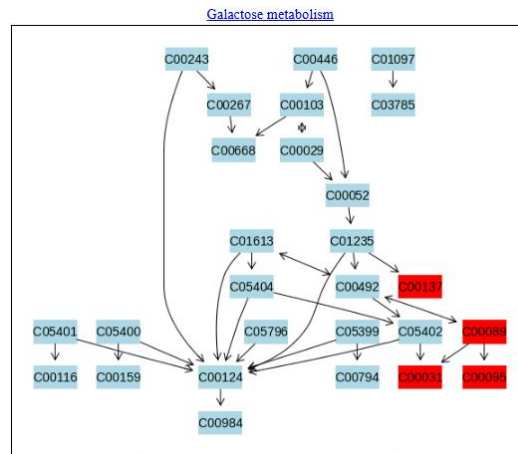 Galactose metabolism
C00243 C00446 C01097
C00267 C00103 C03785
C00668 C00029
C00052
C01613 C01235
C05404 C00492 C00137
C05401 C05400 C05796 C05399 C05402 C00089
C00116 C00159 C00124 C00794 C00031 C00095
C00984